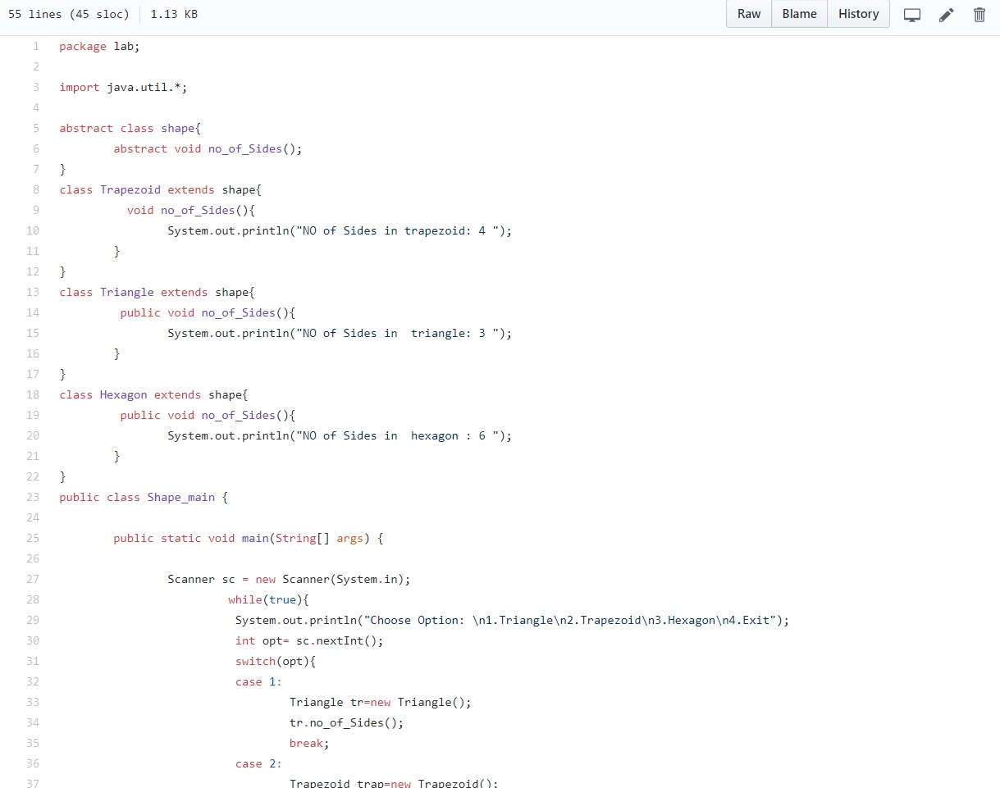 55 lines (45 sloc) 1.13 KB Raw Blame History
1 package lab;
2
3 import java.util.*;
4
5 abstract class shape{
6 abstract void no_of_Sides();
7 }
8 class Trapezoid extends shape{
9 void no_of_Sides(){
10 System.out.println("NO of Sides in trapezoid: 4 ");
11 }
12 }
13 class Triangle extends shape{
14 public void no_of_Sides(){
15 System.out.println("NO of Sides in  triangle: 3 ");
16 }
17 }
18 class Hexagon extends shape{
19 public void no_of_Sides(){
20 System.out.println("NO of Sides in  hexagon : 6 ");
21 }
22 }
23 public class Shape_main {
24
25 public static void main(String[] args) {
26
27 Scanner sc = new Scanner(System.in);
28 while(true){
29 System.out.println("Choose Option: \n1.Triangle\n2.Trapezoid\n3.Hexagon\n4.Exit");
30 int opt= sc.nextInt();
31 switch(opt){
32 case 1:
33 Triangle tr=new Triangle();
34 tr.no_of_Sides();
35 break;
36 case 2:
37 Trapezoid trap=new Trapezoid();